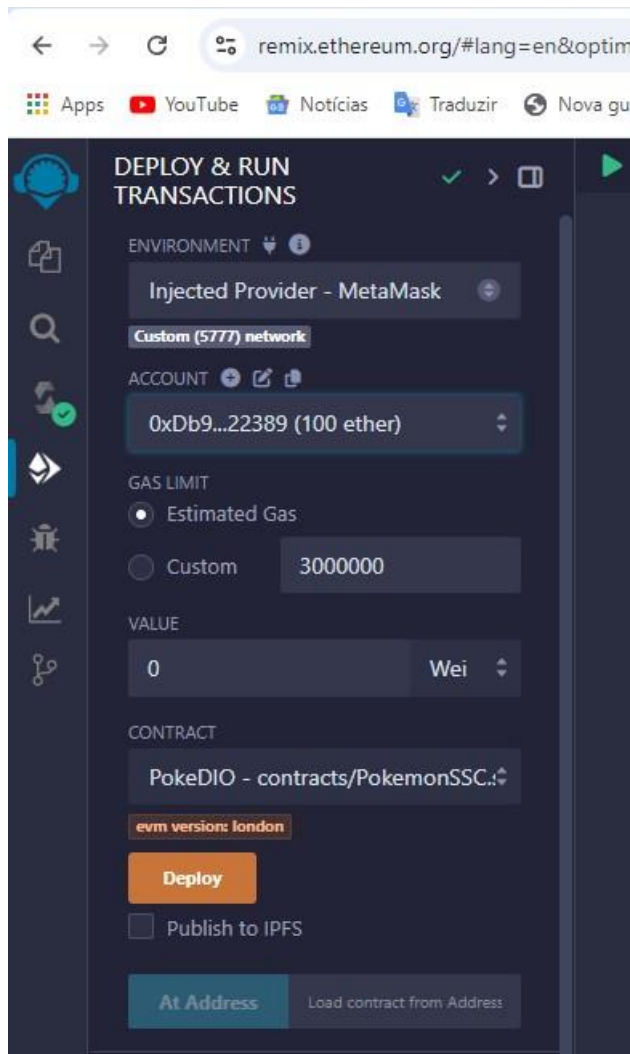 remix.ethereum.org/#lang=en&optim
Apps YouTube Notícias Traduzir Nova gu
DEPLOY & RUN
TRANSACTIONS
ENVIRONMENT
Injected Provider - MetaMask
Custom (5777) network
ACCOUNT
0xDb9...22389 (100 ether)
GAS LIMIT
Estimated Gas
Custom 3000000
VALUE
0 Wei
CONTRACT
PokeDIO - contracts/PokemonSSC.s
evm version: london
Deploy
Publish to IPFS
At Address Load contract from Address